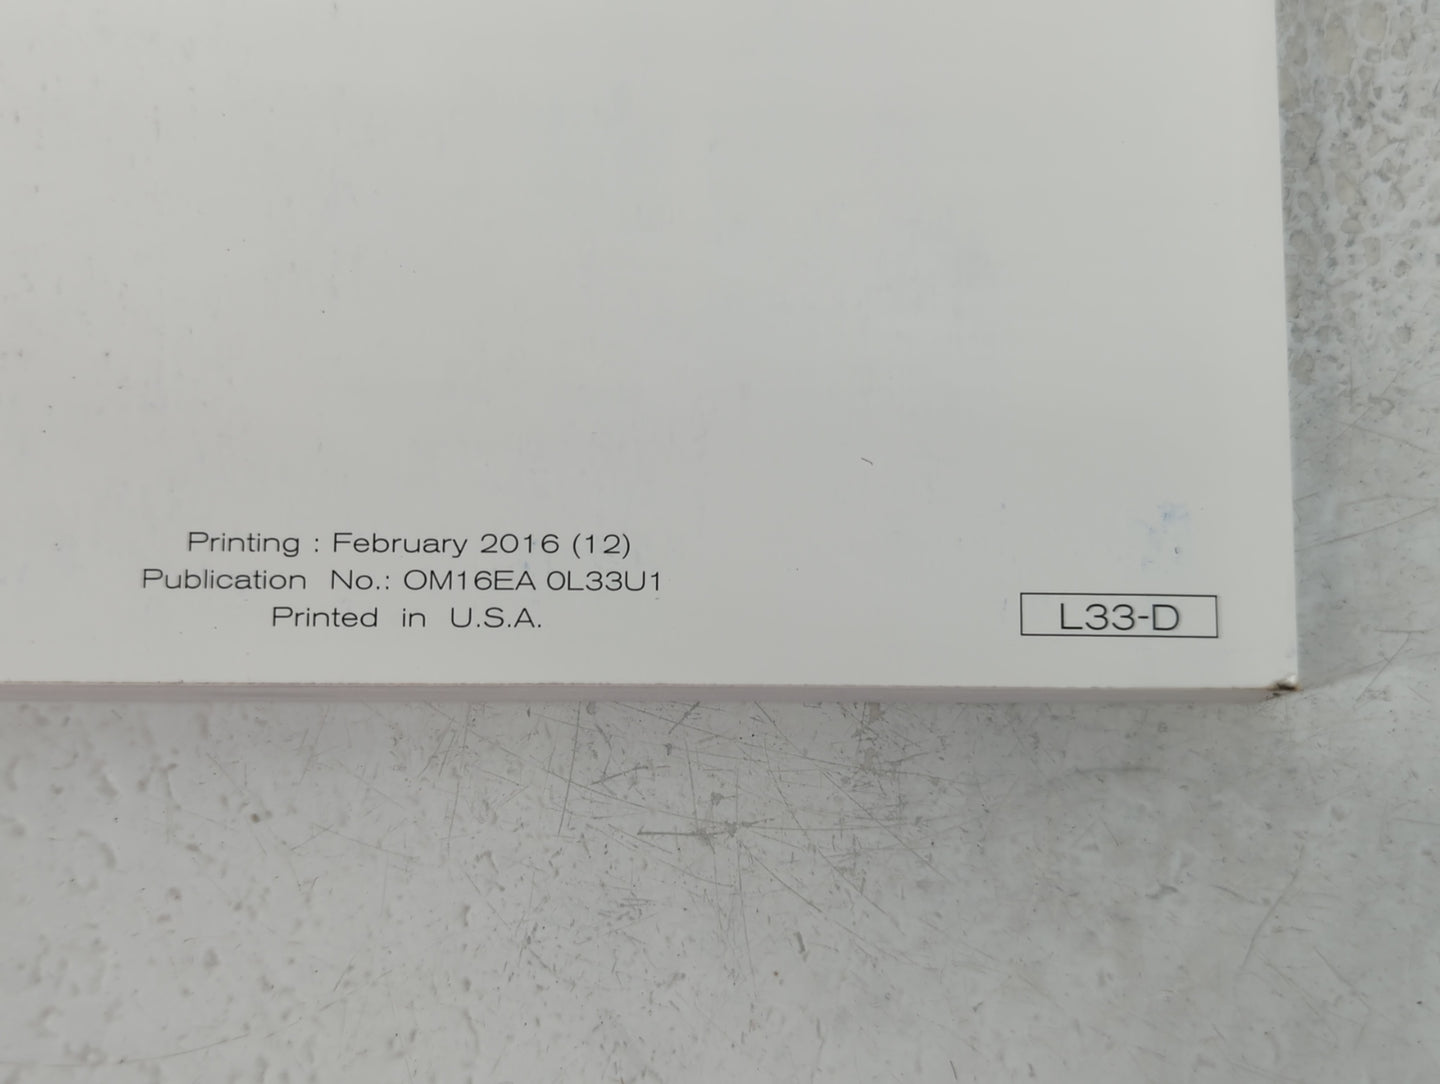 Printing : February 2016 (12)
Publication No.: OM16EA 0L33U1
Printed in U.S.A.
L33-D